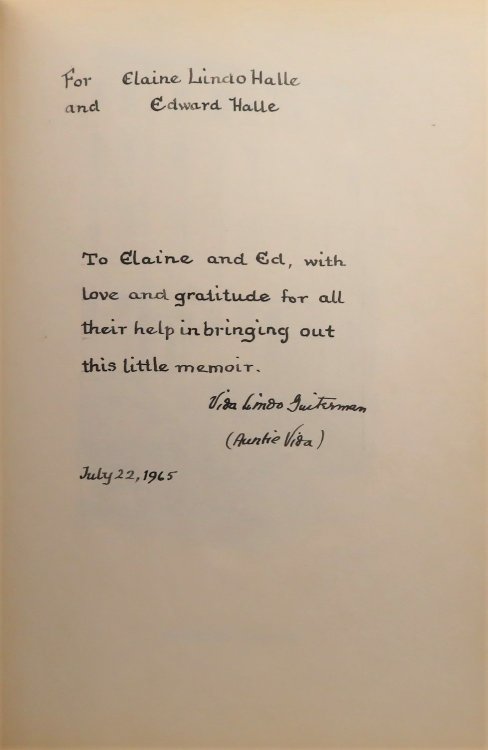 For Elaine Lindo Halle
and Edward Halle
To Elaine and Ed, with
love and gratitude for all
their help in bringing out
this little memoir.
Vida Lindo Guiterman
(Auntie Vida)
July 22, 1965